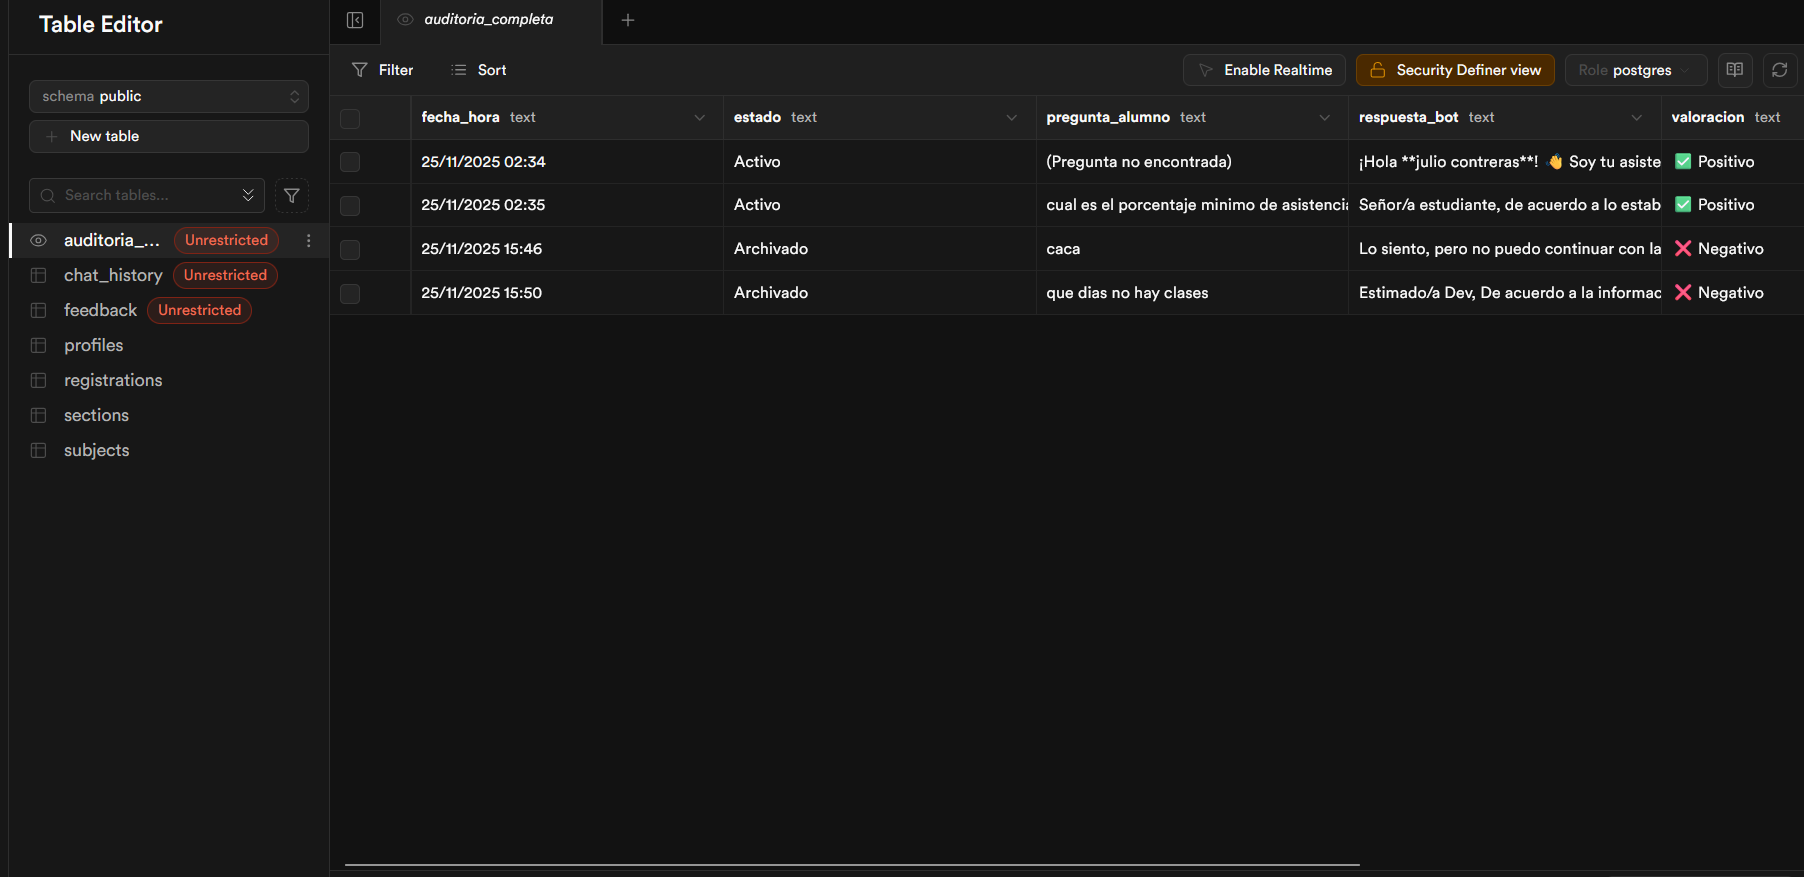 Table Editor
auditoria_completa
Filter
Sort
Enable Realtime
Security Definer view
Role postgres
schema public
New table
Search tables...
auditoria_... Unrestricted
chat_history Unrestricted
feedback Unrestricted
profiles
registrations
sections
subjects
fecha_hora text estado text pregunta_alumno text respuesta_bot text valoracion text
25/11/2025 02:34 Activo (Pregunta no encontrada) ¡Hola **julio contreras**! 👋 Soy tu asiste ✅ Positivo
25/11/2025 02:35 Activo cual es el porcentaje minimo de asistencia Señor/a estudiante, de acuerdo a lo estab ✅ Positivo
25/11/2025 15:46 Archivado caca Lo siento, pero no puedo continuar con la ❌ Negativo
25/11/2025 15:50 Archivado que dias no hay clases Estimado/a Dev, De acuerdo a la informac ❌ Negativo